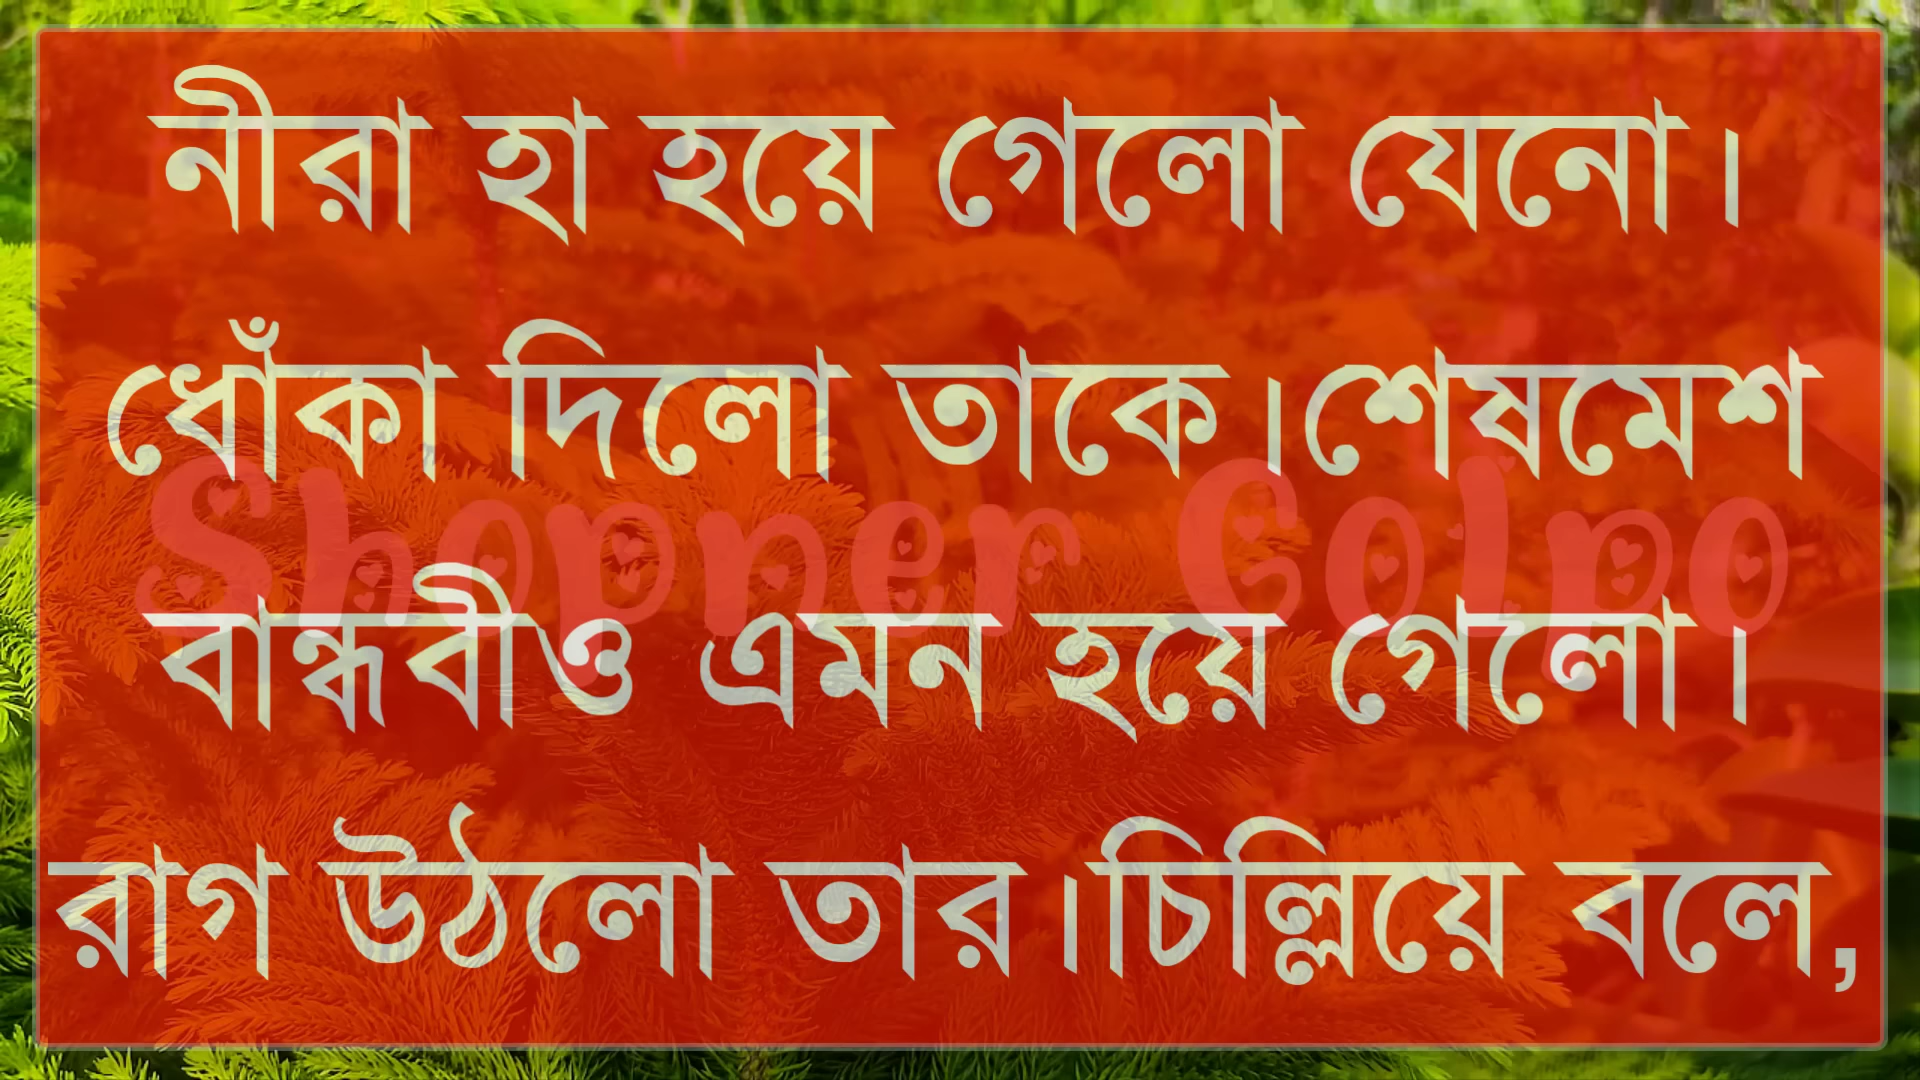 নীরা হা হয়ে গেলো যেনো।
ধোঁকা দিলো তাকে।শেষমেশ
Shopner Golpo
বান্ধবীও এমন হয়ে গেলো।
রাগ উঠলো তার।চিল্লিয়ে বলে,